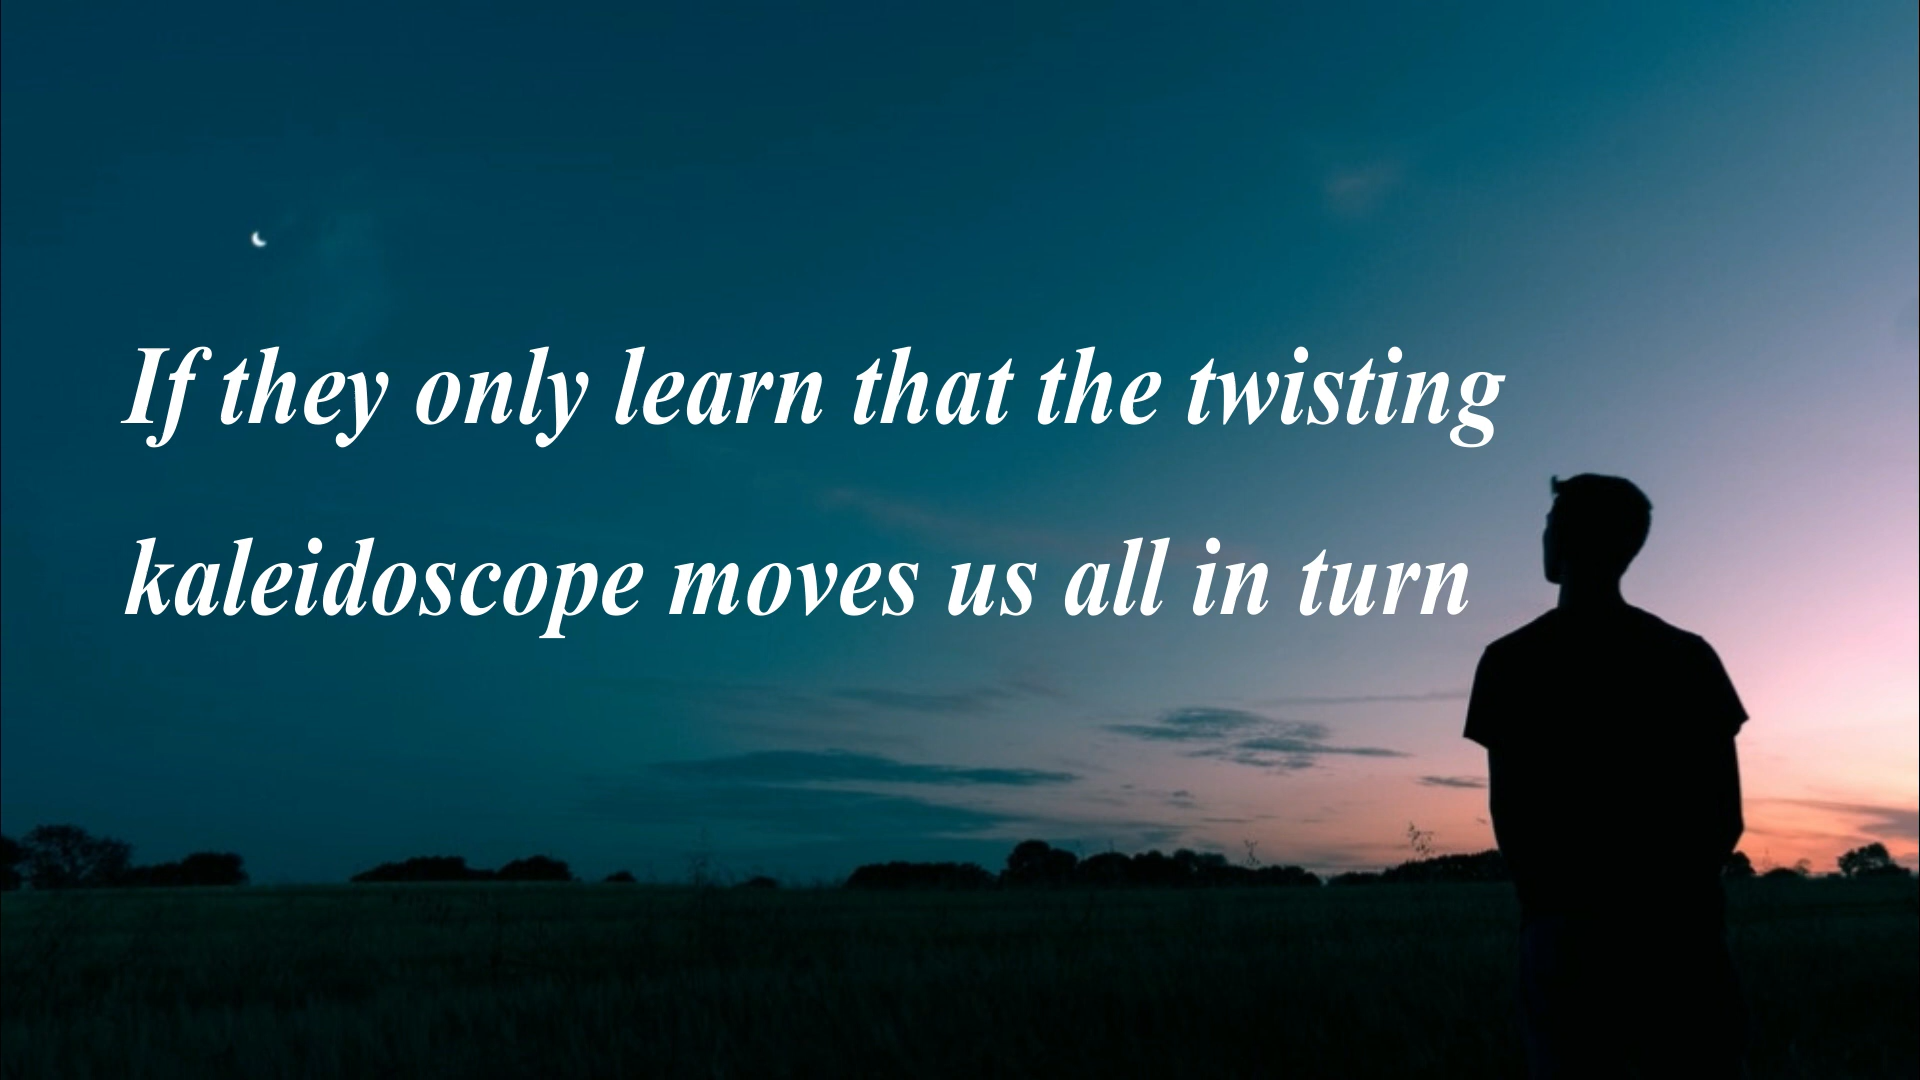 If they only learn that the twisting
kaleidoscope moves us all in turn